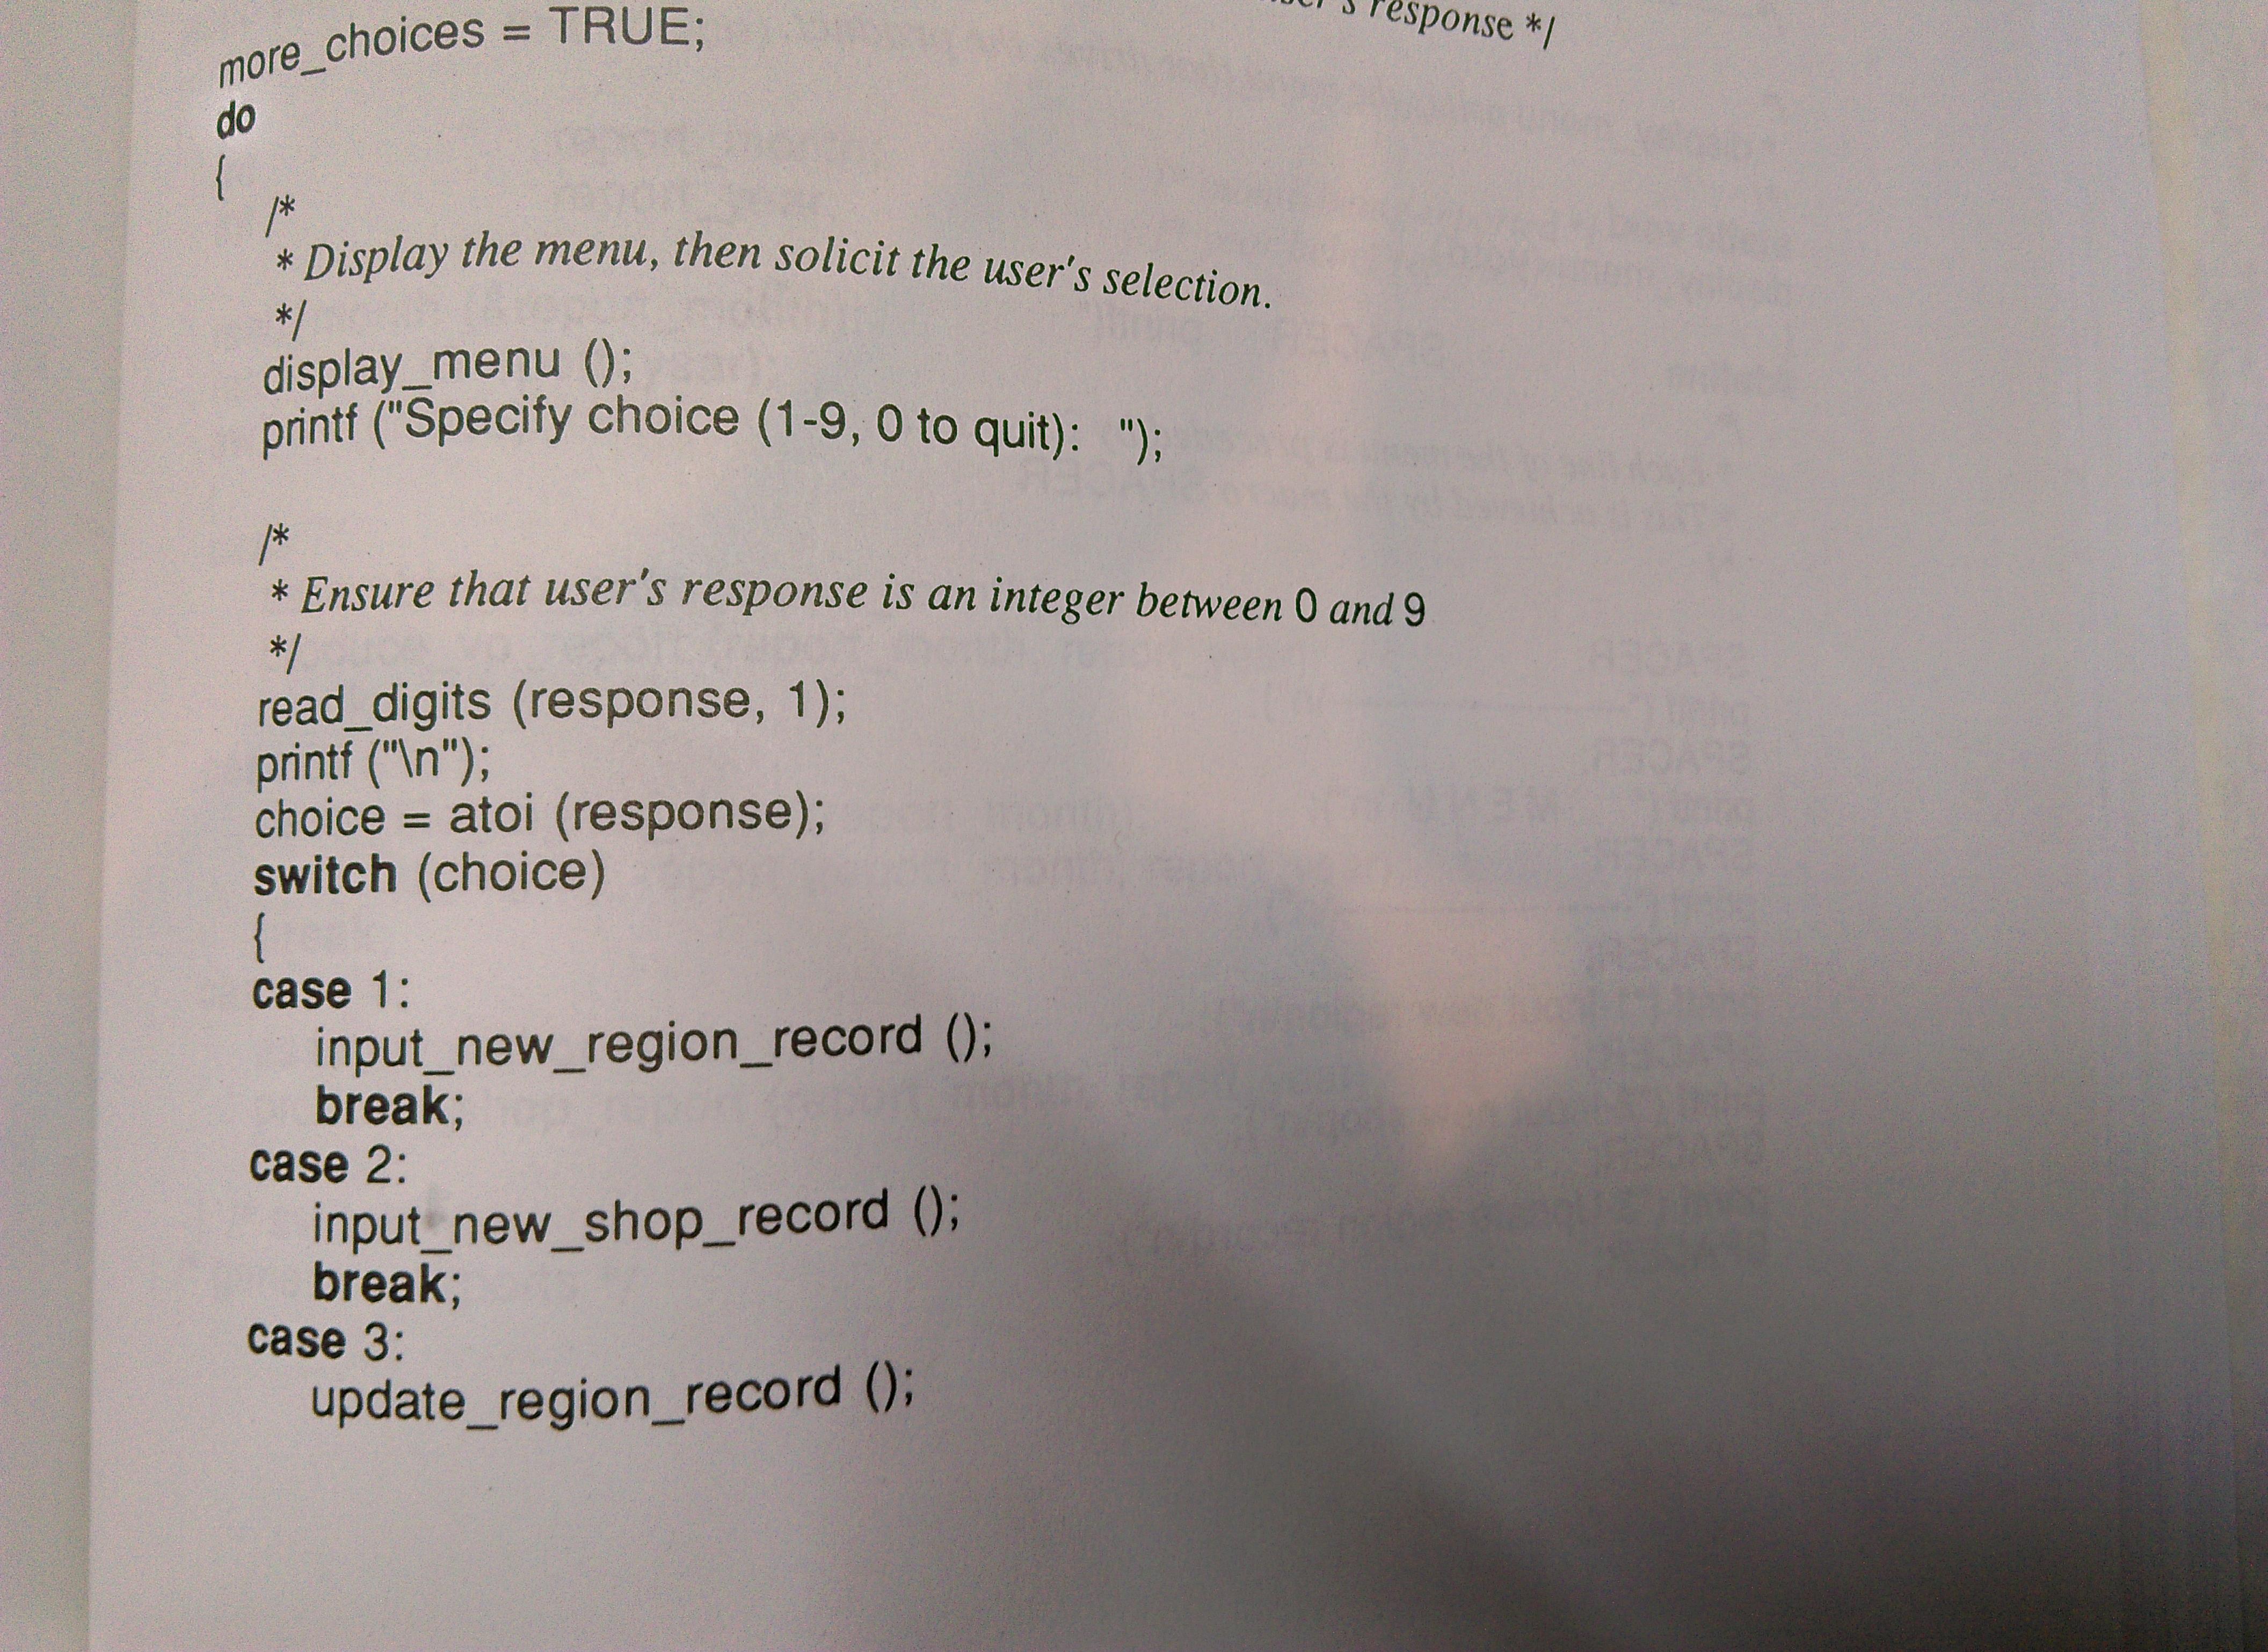 user's response */
more_choices = TRUE;
do
{
/*
* Display the menu, then solicit the user's selection.
*/
display_menu ();
printf ("Specify choice (1-9, 0 to quit):  ");
/*
* Ensure that user's response is an integer between 0 and 9
*/
read_digits (response, 1);
printf ("\n");
choice = atoi (response);
switch (choice)
{
case 1:
input_new_region_record ();
break;
case 2:
input_new_shop_record ();
break;
case 3:
update_region_record ();